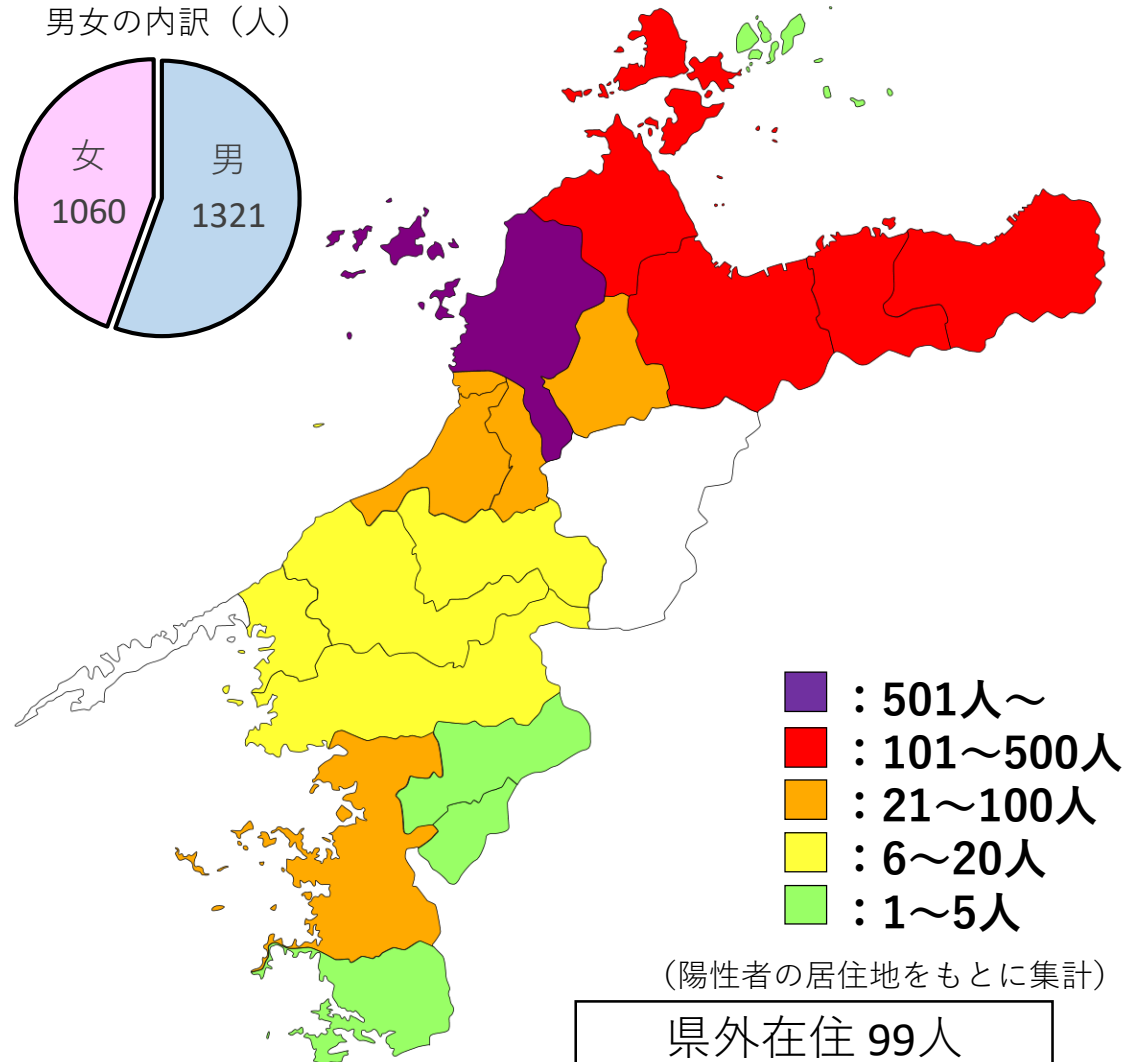 男女の内訳（人）
女
1060
男
1321
：501人～
：101～500人
：21～100人
：6～20人
：1～5人
（陽性者の居住地をもとに集計）
県外在住 99人